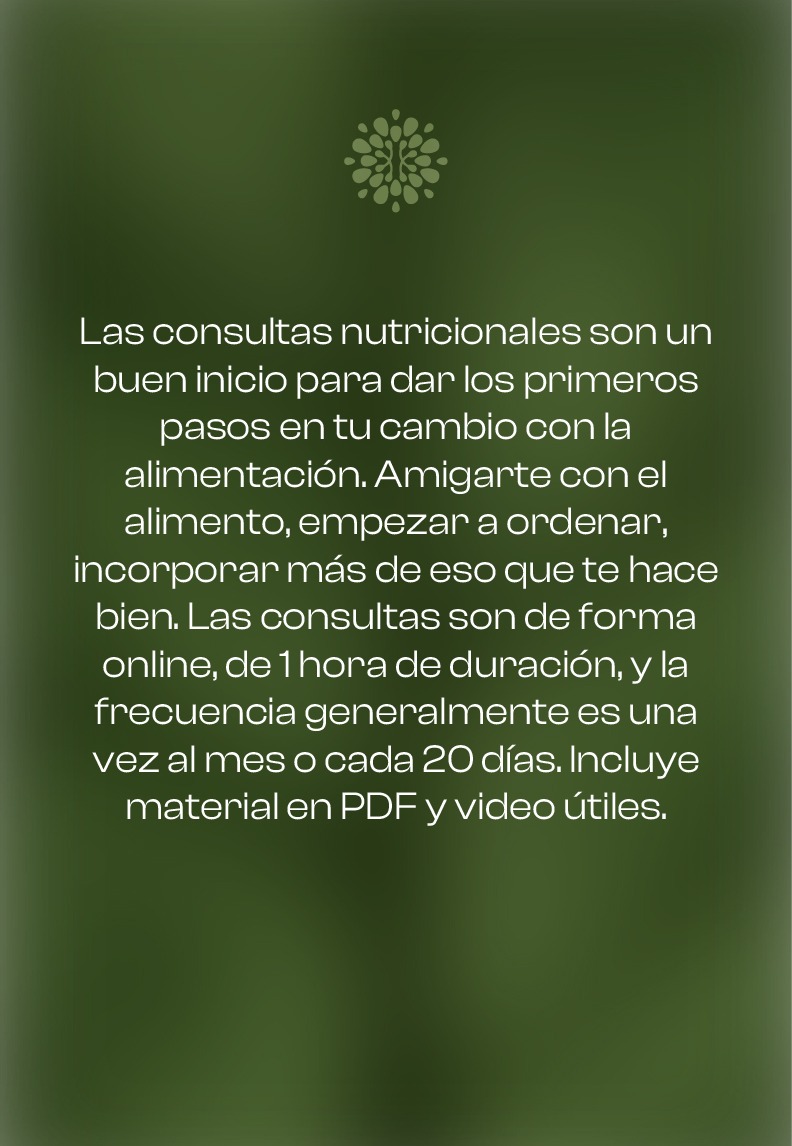 Las consultas nutricionales son un
buen inicio para dar los primeros
pasos en tu cambio con la
alimentación. Amigarte con el
alimento, empezar a ordenar,
incorporar más de eso que te hace
bien. Las consultas son de forma
online, de 1 hora de duración, y la
frecuencia generalmente es una
vez al mes o cada 20 días. Incluye
material en PDF y video útiles.